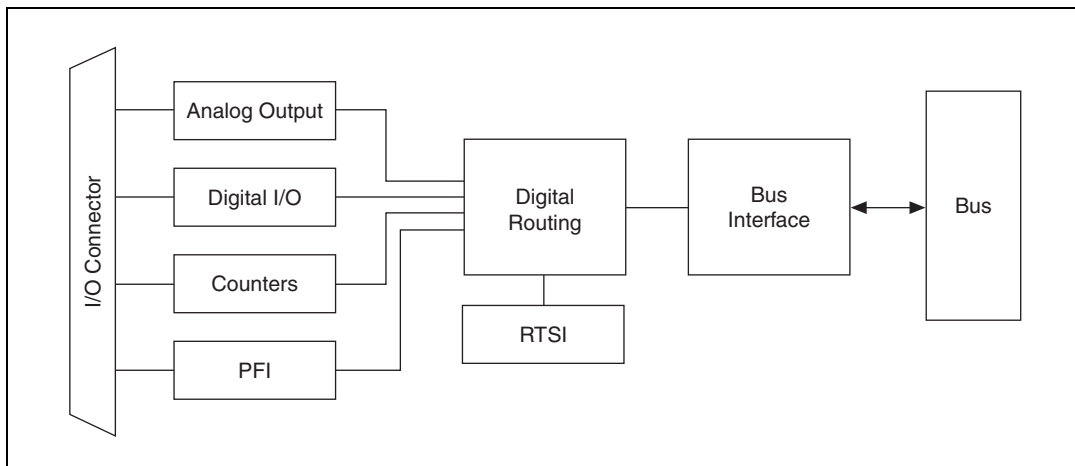 I/O Connector
Analog Output
Digital I/O
Counters
PFI
Digital
Routing
RTSI
Bus
Interface
Bus